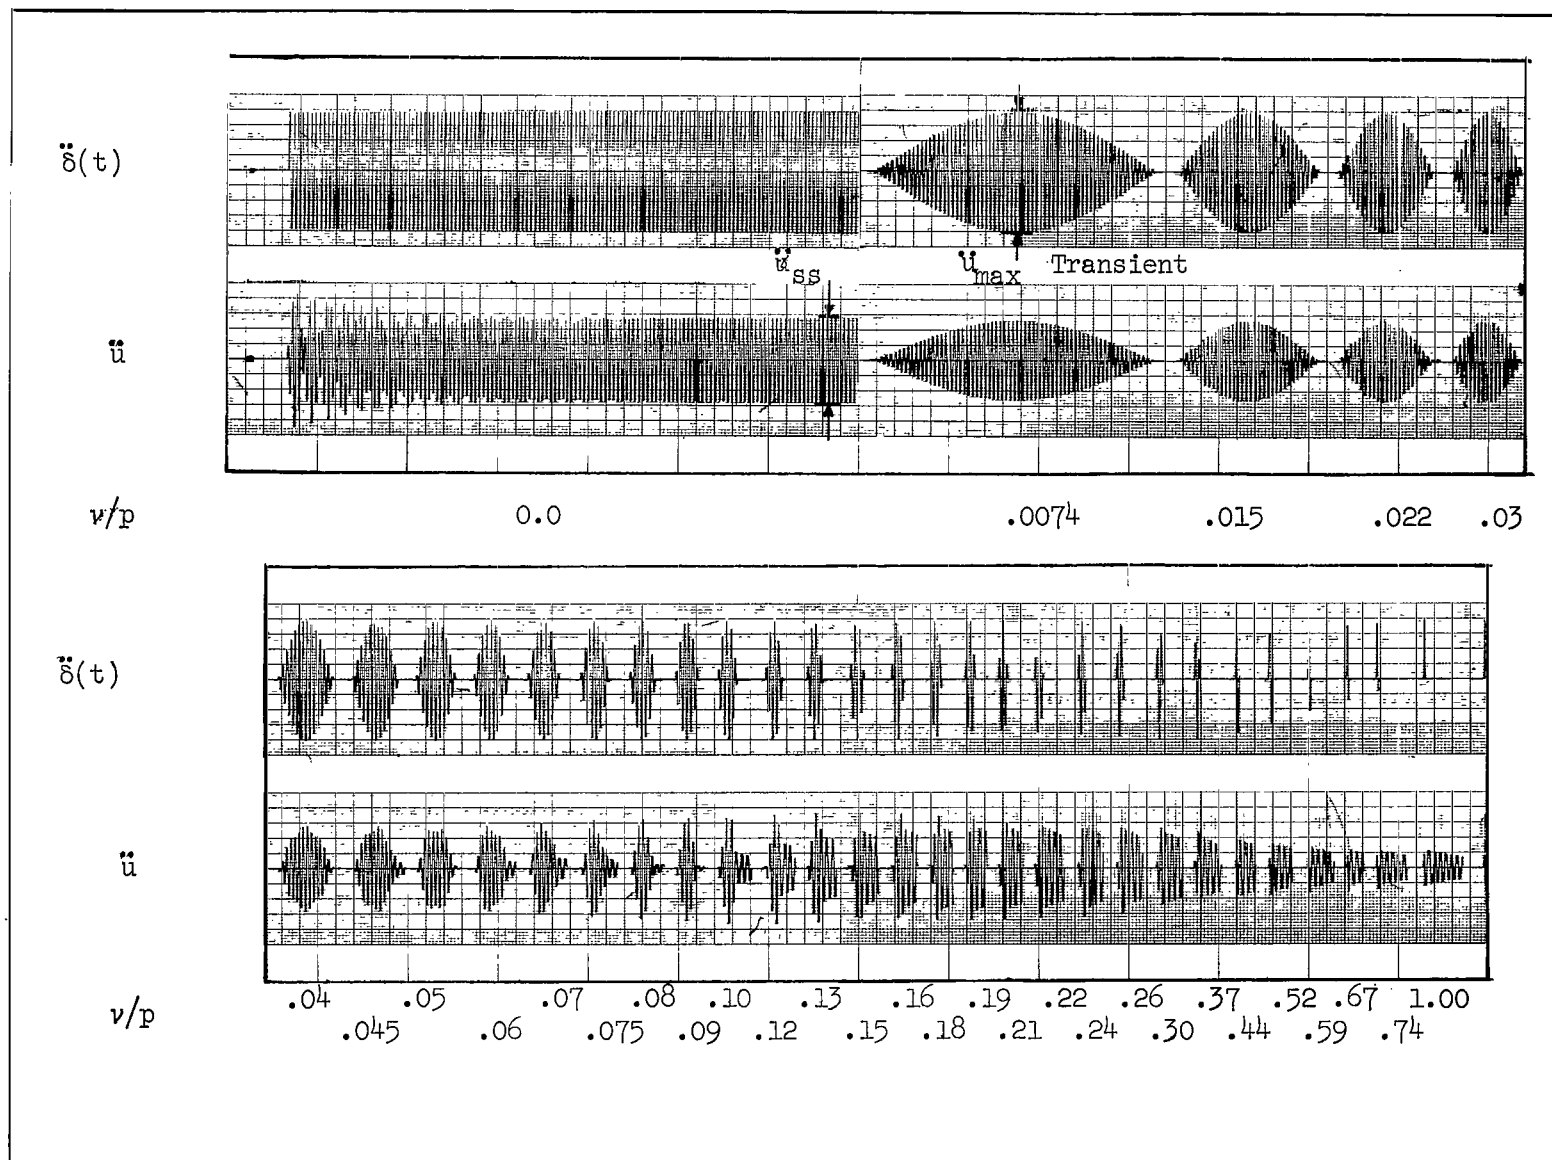 δ̈(t)
ü_ss
ü_max Transient
ü
ν/p 0.0 .0074 .015 .022 .03
δ̈(t)
ü
ν/p
.04 .05 .07 .08 .10 .13 .16 .19 .22 .26 .37 .52 .67 1.00
.045 .06 .075 .09 .12 .15 .18 .21 .24 .30 .44 .59 .74